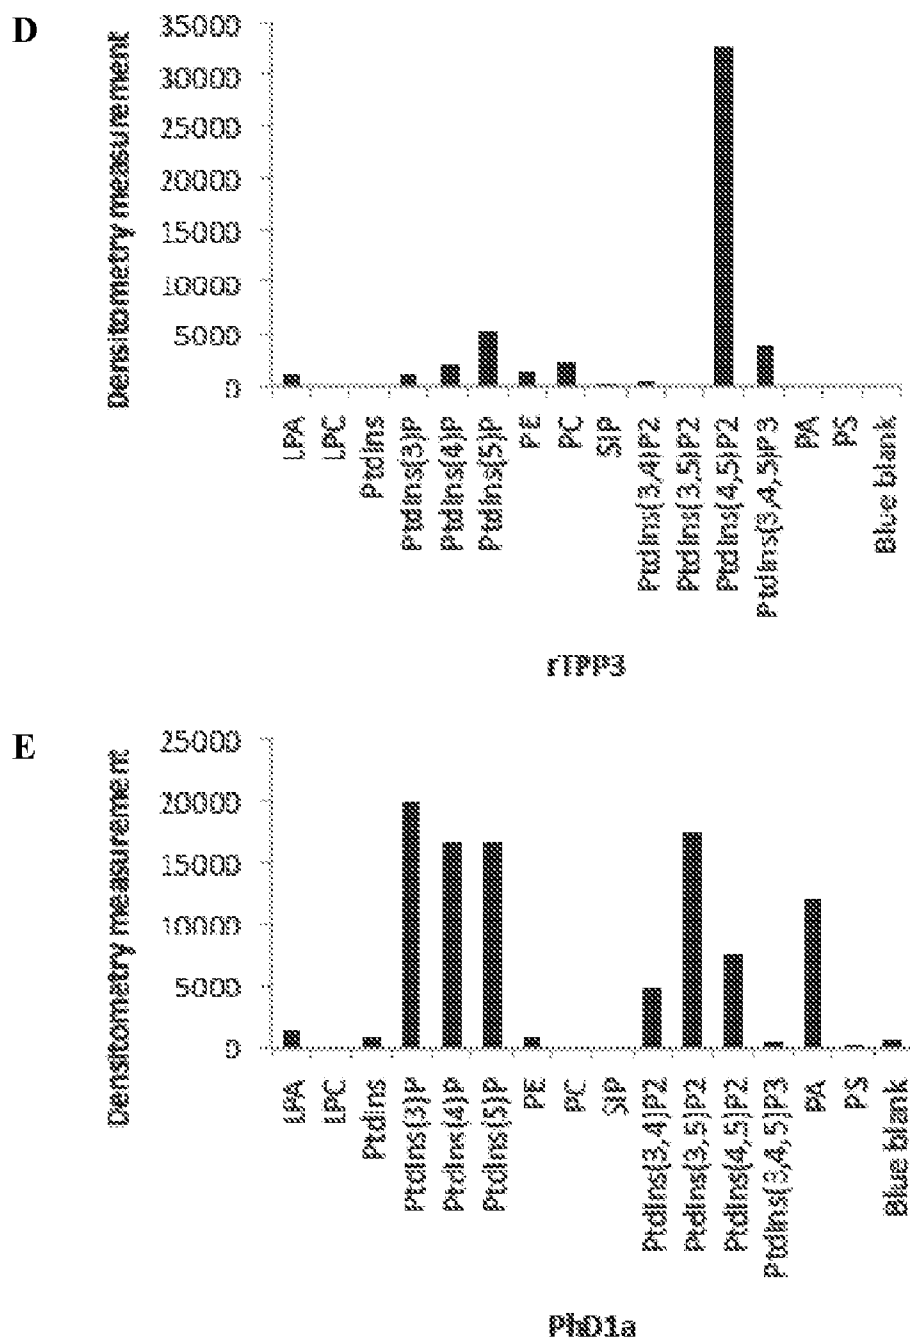 D
Densitometry measurement
35000
30000
25000
20000
15000
10000
5000
0
LPA
LPC
PtdIns
PtdIns(3)P
PtdIns(4)P
PtdIns(5)P
PE
PC
SIP
PtdIns(3,4)P2
PtdIns(3,5)P2
PtdIns(4,5)P2
PtdIns(3,4,5)P3
PA
PS
Blue blank
rTPP3
E
Densitometry measurement
25000
20000
15000
10000
5000
0
LPA
LPC
PtdIns
PtdIns(3)P
PtdIns(4)P
PtdIns(5)P
PE
PC
SIP
PtdIns(3,4)P2
PtdIns(3,5)P2
PtdIns(4,5)P2
PtdIns(3,4,5)P3
PA
PS
Blue blank
PhD1a